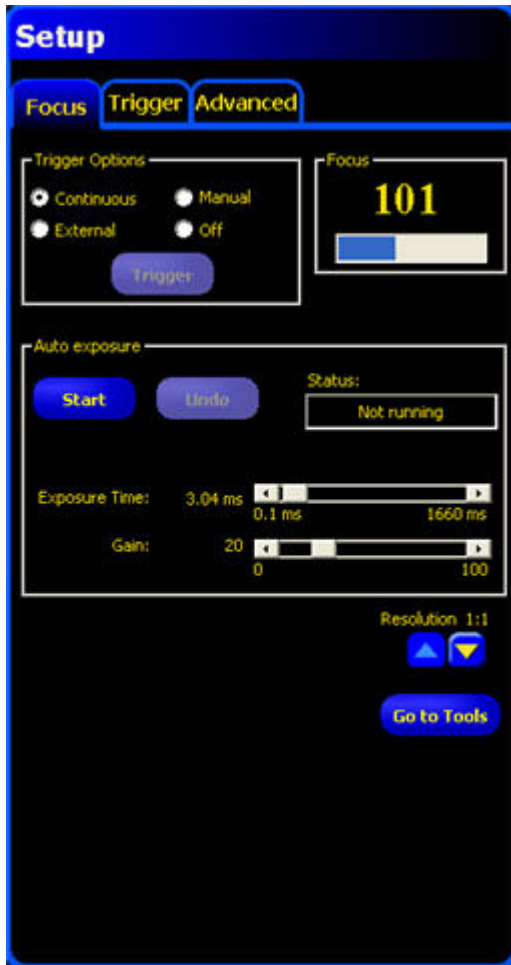 Setup
Focus Trigger Advanced
Trigger Options
Continuous Manual
External Off
Trigger
Focus
101
Auto exposure
Start Undo
Status:
Not running
Exposure Time: 3.04 ms
0.1 ms 1660 ms
Gain: 20
0 100
Resolution 1:1
Go to Tools